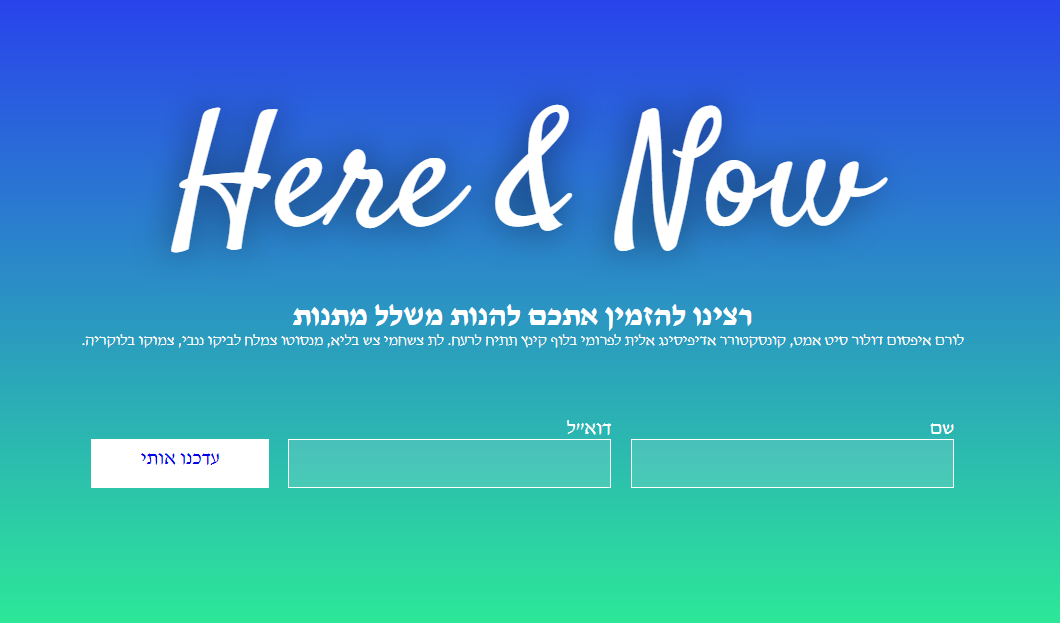 Here & Now
רצינו להזמין אתכם להנות משלל מתנות
לורם איפסום דולור סיט אמט, קונסקטורר אדיפיסינג אלית לפרומי בלוף קינץ תתיח לרעח. לת צשחמי צש בליא, מנסוטו צמלח לביקו ננבי, צמוקו בלוקריה.
שם
דוא״ל
עדכנו אותי